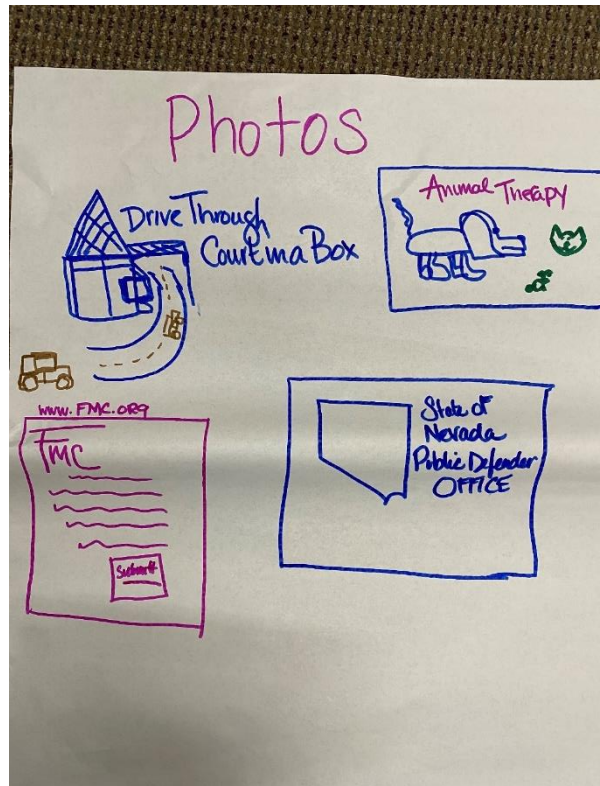 Photos
Drive Through
Court in a Box
Animal Therapy
www.FMC.org
FMC
Submit
State of
Nevada
Public Defender
OFFICE